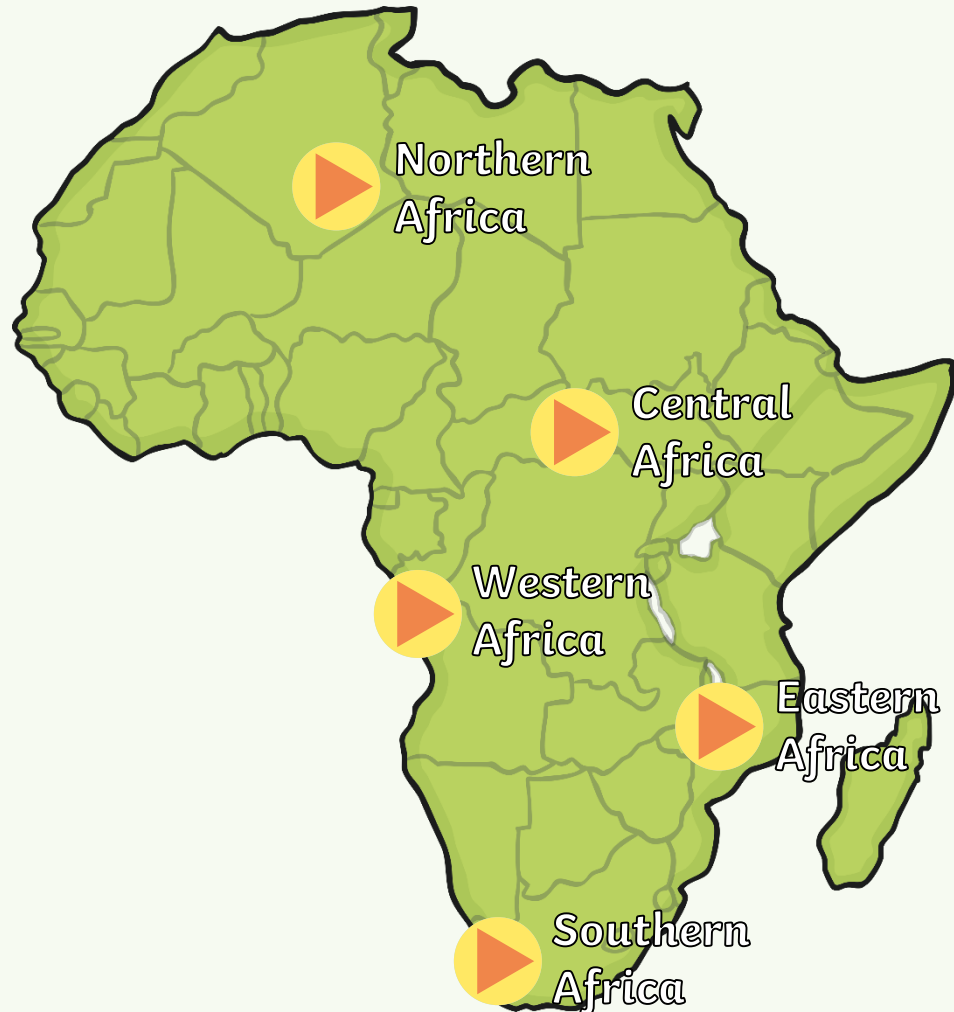 Northern
Africa
Central
Africa
Western
Africa
Eastern
Africa
Southern
Africa